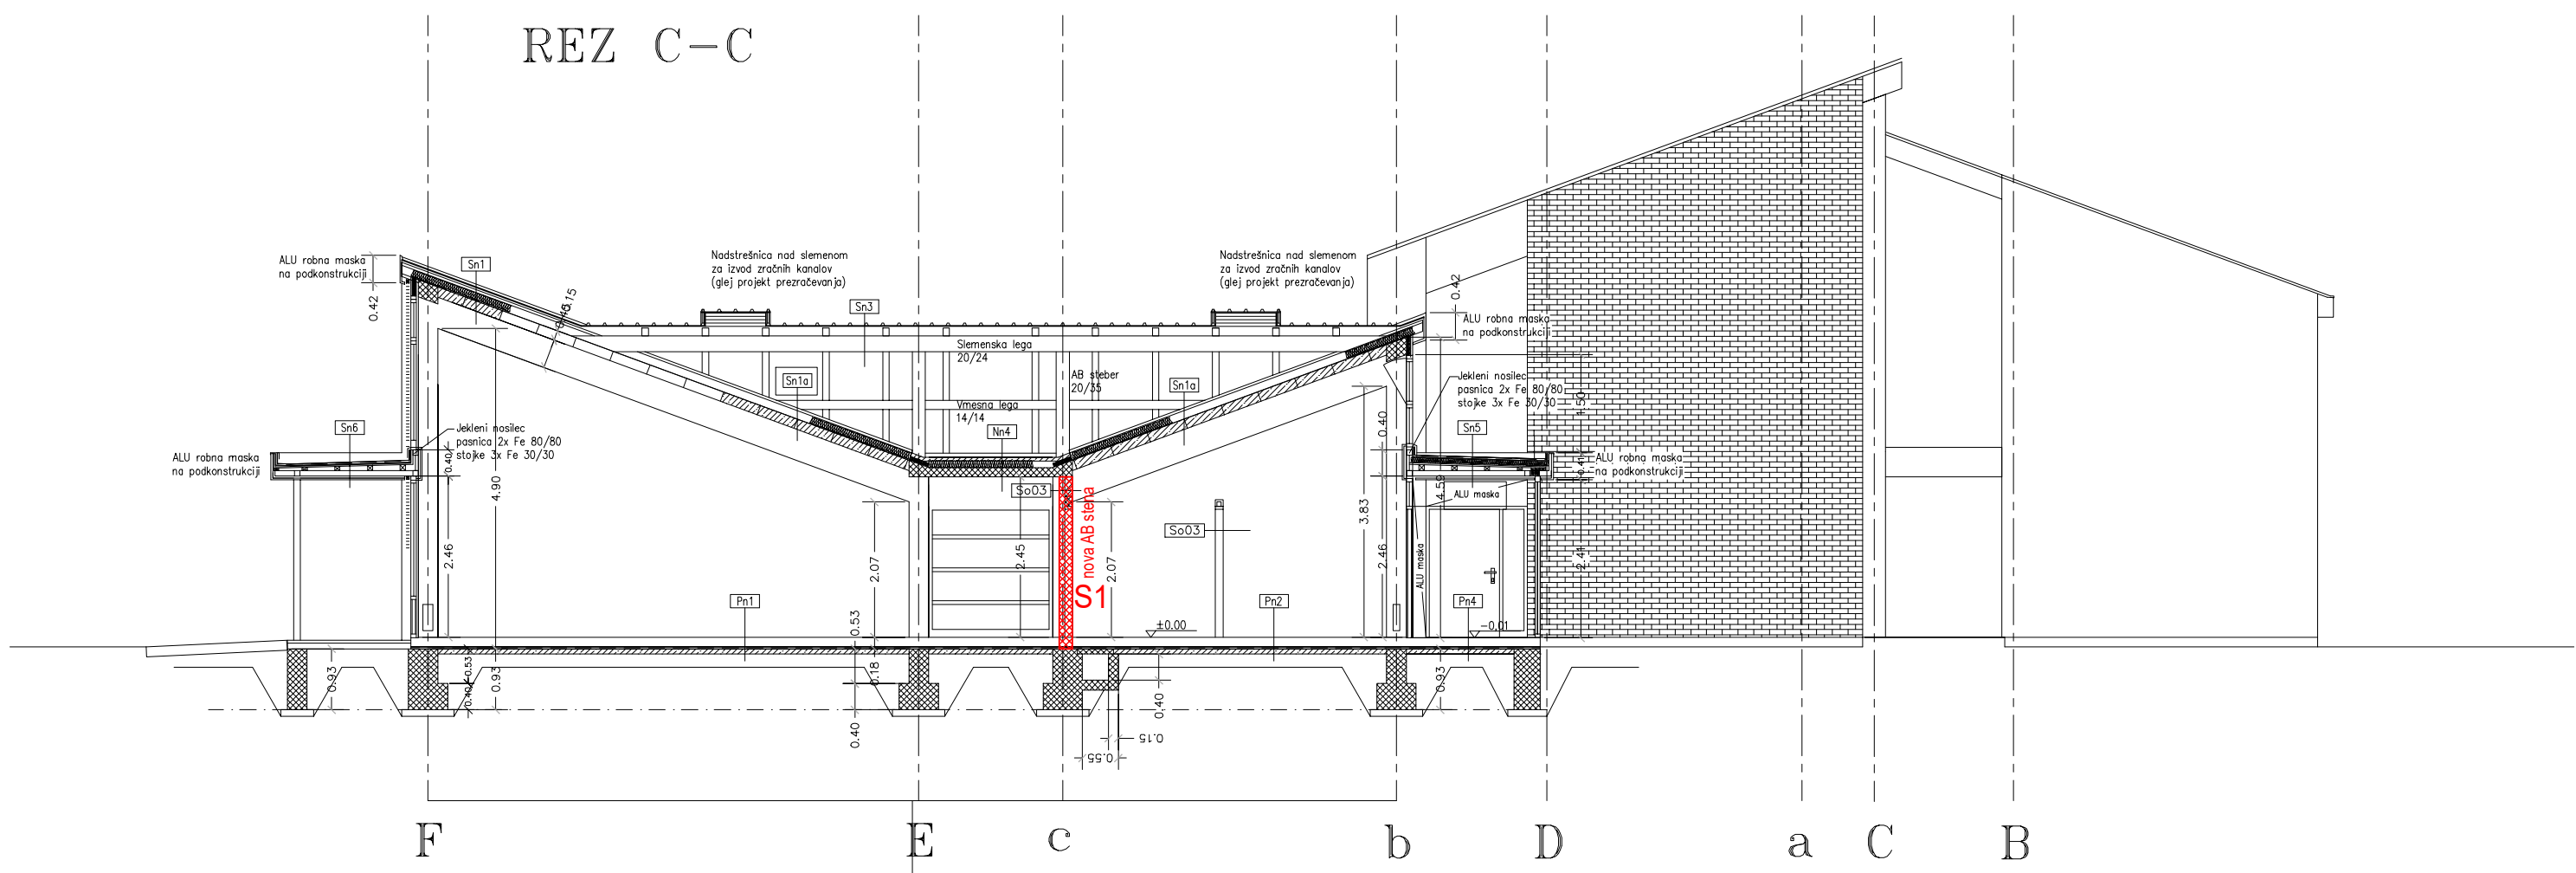 REZ C-C
ALU robna maska
na podkonstrukciji
0.42
Sn1
0.15
Nadstrešnica nad slemenom
za izvod zračnih kanalov
(glej projekt prezračevanja)
Sn3
Nadstrešnica nad slemenom
za izvod zračnih kanalov
(glej projekt prezračevanja)
0.42
ALU robna maska
na podkonstrukciji
Slemenska lega
20/24
AB steber
20/35
Sn1a
Sn1a
Vmesna lega
14/14
Nn4
Jekleni nosilec
pasnica 2x Fe 80/80
stojke 3x Fe 30/30
1.50
Sn6
Jekleni nosilec
pasnica 2x Fe 80/80
stojke 3x Fe 30/30
0.40
Sn5
ALU robna maska
na podkonstrukciji
0.40
4.90
0.41
ALU robna maska
na podkonstrukciji
So03
nova AB stena
S1
ALU maska
4.59
3.83
So03
2.46
2.07
2.45
2.07
2.46
ALU maska
2.41
Pn1
Pn2
Pn4
±0.00
-0.01
0.53
0.93
0.53
0.40
0.93
0.18
0.40
0.40
0.93
0.15
0.55
F
E
c
b
D
a
C
B